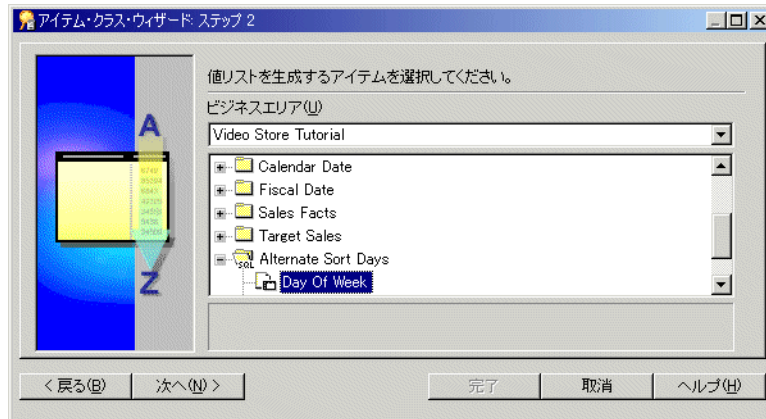 アイテム・クラス・ウィザード: ステップ 2
値リストを生成するアイテムを選択してください。
ビジネスエリア(U)
Video Store Tutorial
Calendar Date
Fiscal Date
Sales Facts
Target Sales
SQL Alternate Sort Days
Day Of Week
A
Z
< 戻る(B)
次へ(N) >
完了
取消
ヘルプ(H)